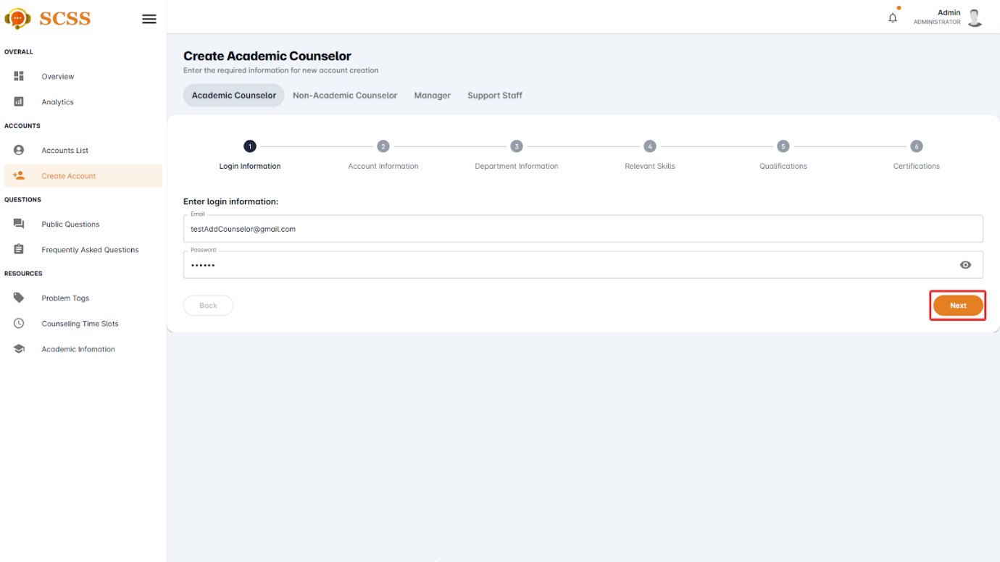 SCSS
Admin
ADMINISTRATOR
OVERALL
Overview
Analytics
ACCOUNTS
Accounts List
Create Account
QUESTIONS
Public Questions
Frequently Asked Questions
RESOURCES
Problem Tags
Counseling Time Slots
Academic Infomation
Create Academic Counselor
Enter the required information for new account creation
Academic Counselor Non-Academic Counselor Manager Support Staff
1 2 3 4 5 6
Login Information Account Information Department Information Relevant Skills Qualifications Certifications
Enter login information:
Email
testAddCounselor@gmail.com
Password
••••••
Back Next